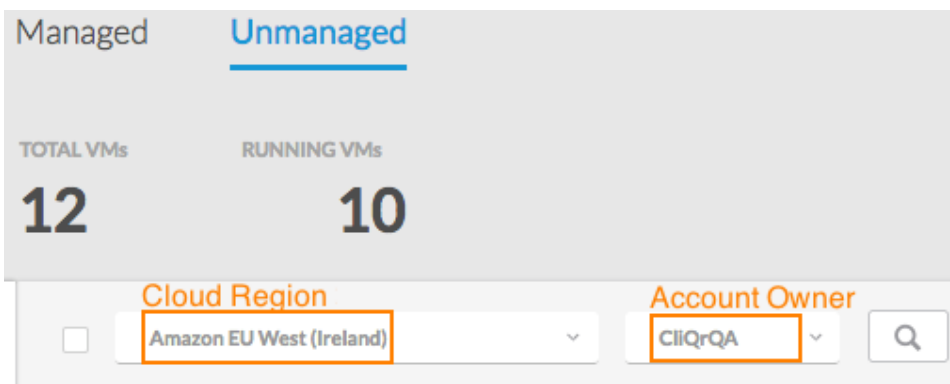 Managed Unmanaged
TOTAL VMs RUNNING VMs
12 10
Cloud Region Account Owner
Amazon EU West (Ireland) CliQrQA